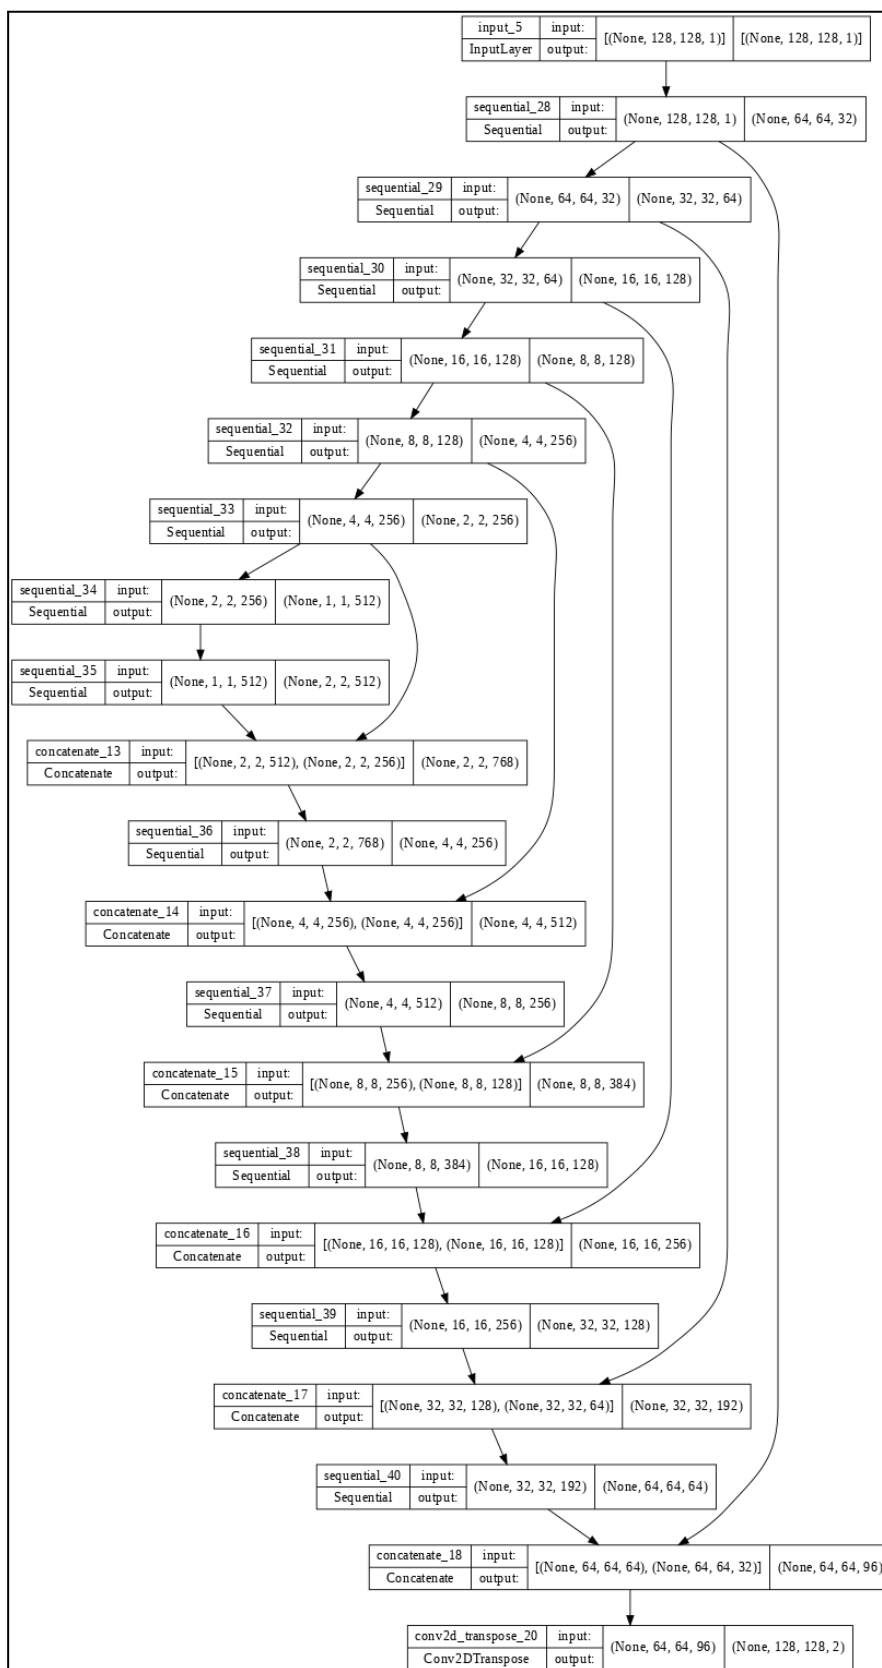 input_5 input: [(None, 128, 128, 1)] [(None, 128, 128, 1)]
InputLayer output:
sequential_28 input: (None, 128, 128, 1) (None, 64, 64, 32)
Sequential output:
sequential_29 input: (None, 64, 64, 32) (None, 32, 32, 64)
Sequential output:
sequential_30 input: (None, 32, 32, 64) (None, 16, 16, 128)
Sequential output:
sequential_31 input: (None, 16, 16, 128) (None, 8, 8, 128)
Sequential output:
sequential_32 input: (None, 8, 8, 128) (None, 4, 4, 256)
Sequential output:
sequential_33 input: (None, 4, 4, 256) (None, 2, 2, 256)
Sequential output:
sequential_34 input: (None, 2, 2, 256) (None, 1, 1, 512)
Sequential output:
sequential_35 input: (None, 1, 1, 512) (None, 2, 2, 512)
Sequential output:
concatenate_13 input: [(None, 2, 2, 512), (None, 2, 2, 256)] (None, 2, 2, 768)
Concatenate output:
sequential_36 input: (None, 2, 2, 768) (None, 4, 4, 256)
Sequential output:
concatenate_14 input: [(None, 4, 4, 256), (None, 4, 4, 256)] (None, 4, 4, 512)
Concatenate output:
sequential_37 input: (None, 4, 4, 512) (None, 8, 8, 256)
Sequential output:
concatenate_15 input: [(None, 8, 8, 256), (None, 8, 8, 128)] (None, 8, 8, 384)
Concatenate output:
sequential_38 input: (None, 8, 8, 384) (None, 16, 16, 128)
Sequential output:
concatenate_16 input: [(None, 16, 16, 128), (None, 16, 16, 128)] (None, 16, 16, 256)
Concatenate output:
sequential_39 input: (None, 16, 16, 256) (None, 32, 32, 128)
Sequential output:
concatenate_17 input: [(None, 32, 32, 128), (None, 32, 32, 64)] (None, 32, 32, 192)
Concatenate output:
sequential_40 input: (None, 32, 32, 192) (None, 64, 64, 64)
Sequential output:
concatenate_18 input: [(None, 64, 64, 64), (None, 64, 64, 32)] (None, 64, 64, 96)
Concatenate output:
conv2d_transpose_20 input: (None, 64, 64, 96) (None, 128, 128, 2)
Conv2DTranspose output: